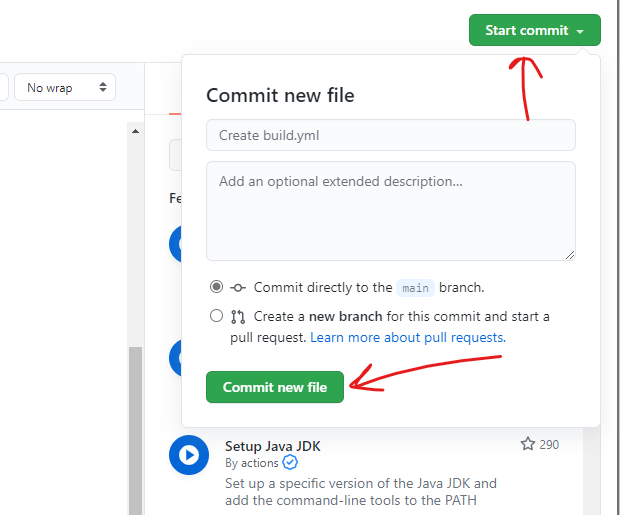 Start commit
No wrap
Commit new file
Create build.yml
Add an optional extended description...
Fe
Commit directly to the main branch.
Create a new branch for this commit and start a
pull request. Learn more about pull requests.
Commit new file
Setup Java JDK
290
By actions
Set up a specific version of the Java JDK and
add the command-line tools to the PATH